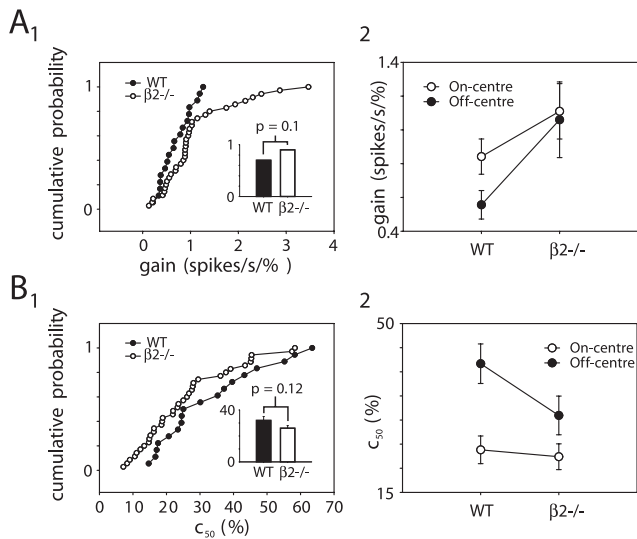 A1
2
cumulative probability
1
0
WT
β2-/-
p = 0.1
1
0
WT β2-/-
0 1 2 3 4
gain (spikes/s/% )
gain (spikes/s/%)
1.4
0.4
On-centre
Off-centre
WT β2-/-
B1
2
cumulative probability
1
0
WT
β2-/-
p = 0.12
40
0
WT β2-/-
0 10 20 30 40 50 60 70
c50 (%)
c50 (%)
50
15
On-centre
Off-centre
WT β2-/-